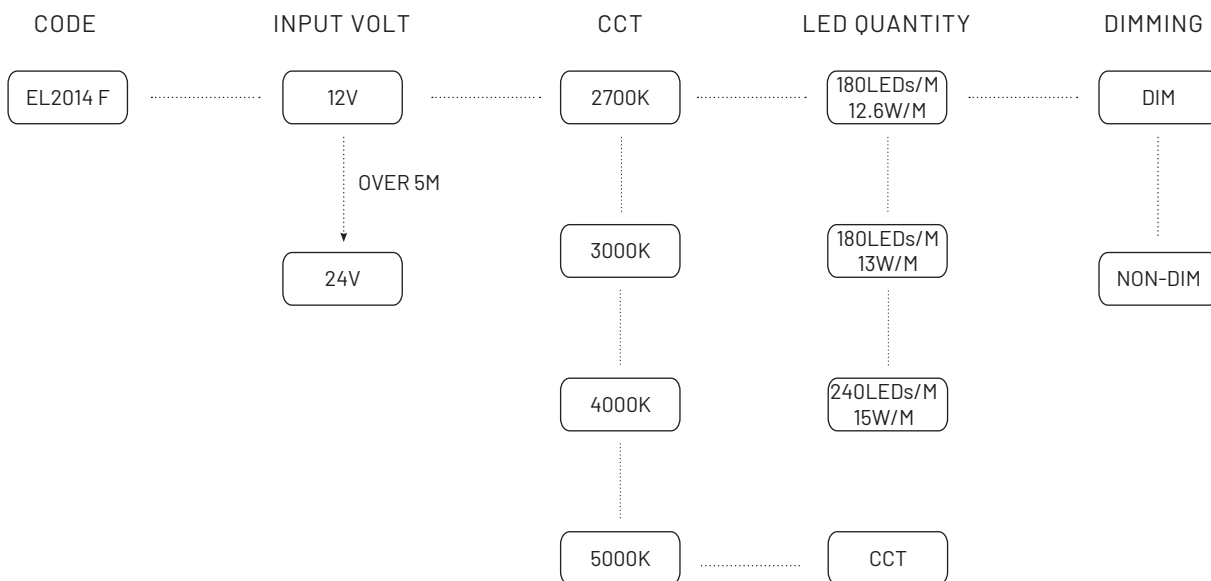 CODE
INPUT VOLT
CCT
LED QUANTITY
DIMMING
EL2014 F
12V
2700K
180LEDs/M
12.6W/M
DIM
OVER 5M
24V
3000K
180LEDs/M
13W/M
NON-DIM
4000K
240LEDs/M
15W/M
5000K
CCT